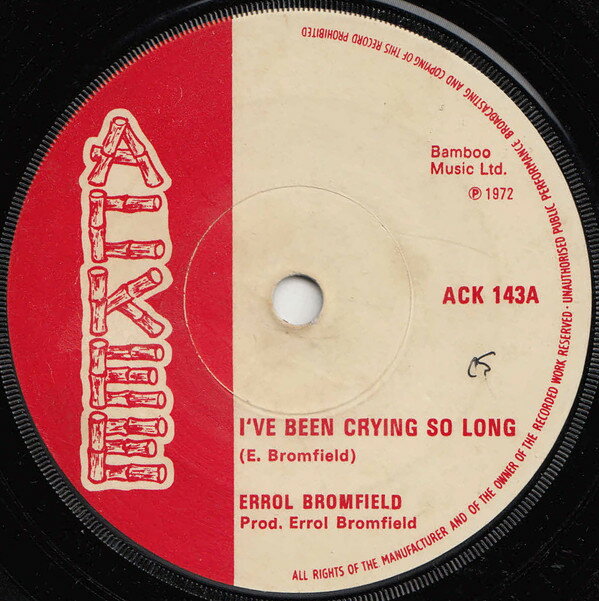 ACKEE
UNAUTHORISED PUBLIC PERFORMANCE BROADCASTING AND COPYING OF THIS RECORD PROHIBITED
Bamboo
Music Ltd.
℗ 1972
ACK 143A
I'VE BEEN CRYING SO LONG
(E. Bromfield)
ERROL BROMFIELD
Prod. Errol Bromfield
ALL RIGHTS OF THE MANUFACTURER AND OF THE OWNER OF THE RECORDED WORK RESERVED ·